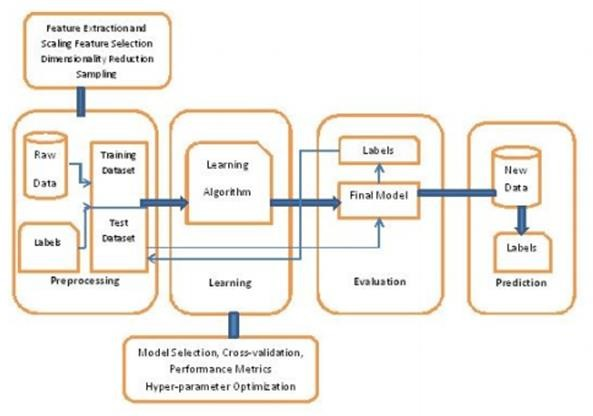 Feature Extraction and
Scaling Feature Selection
Dimensionality Reduction
Sampling
Raw
Data
Training
Dataset
Labels
Test
Dataset
Preprocessing
Learning
Algorithm
Learning
Labels
Final Model
Evaluation
New
Data
Labels
Prediction
Model Selection, Cross-validation,
Performance Metrics
Hyper-parameter Optimization